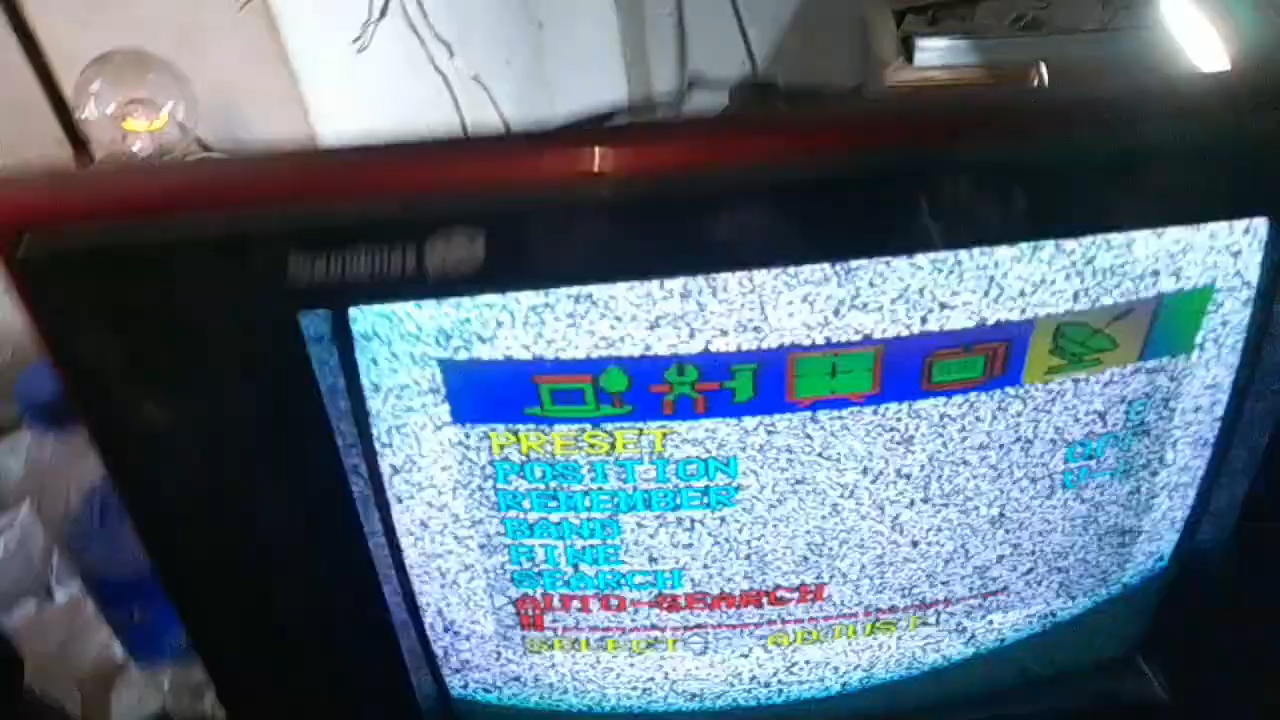 PRESET
POSITION
REMEMBER
BAND
FINE
SEARCH
AUTO-SEARCH
SELECT ADJUST